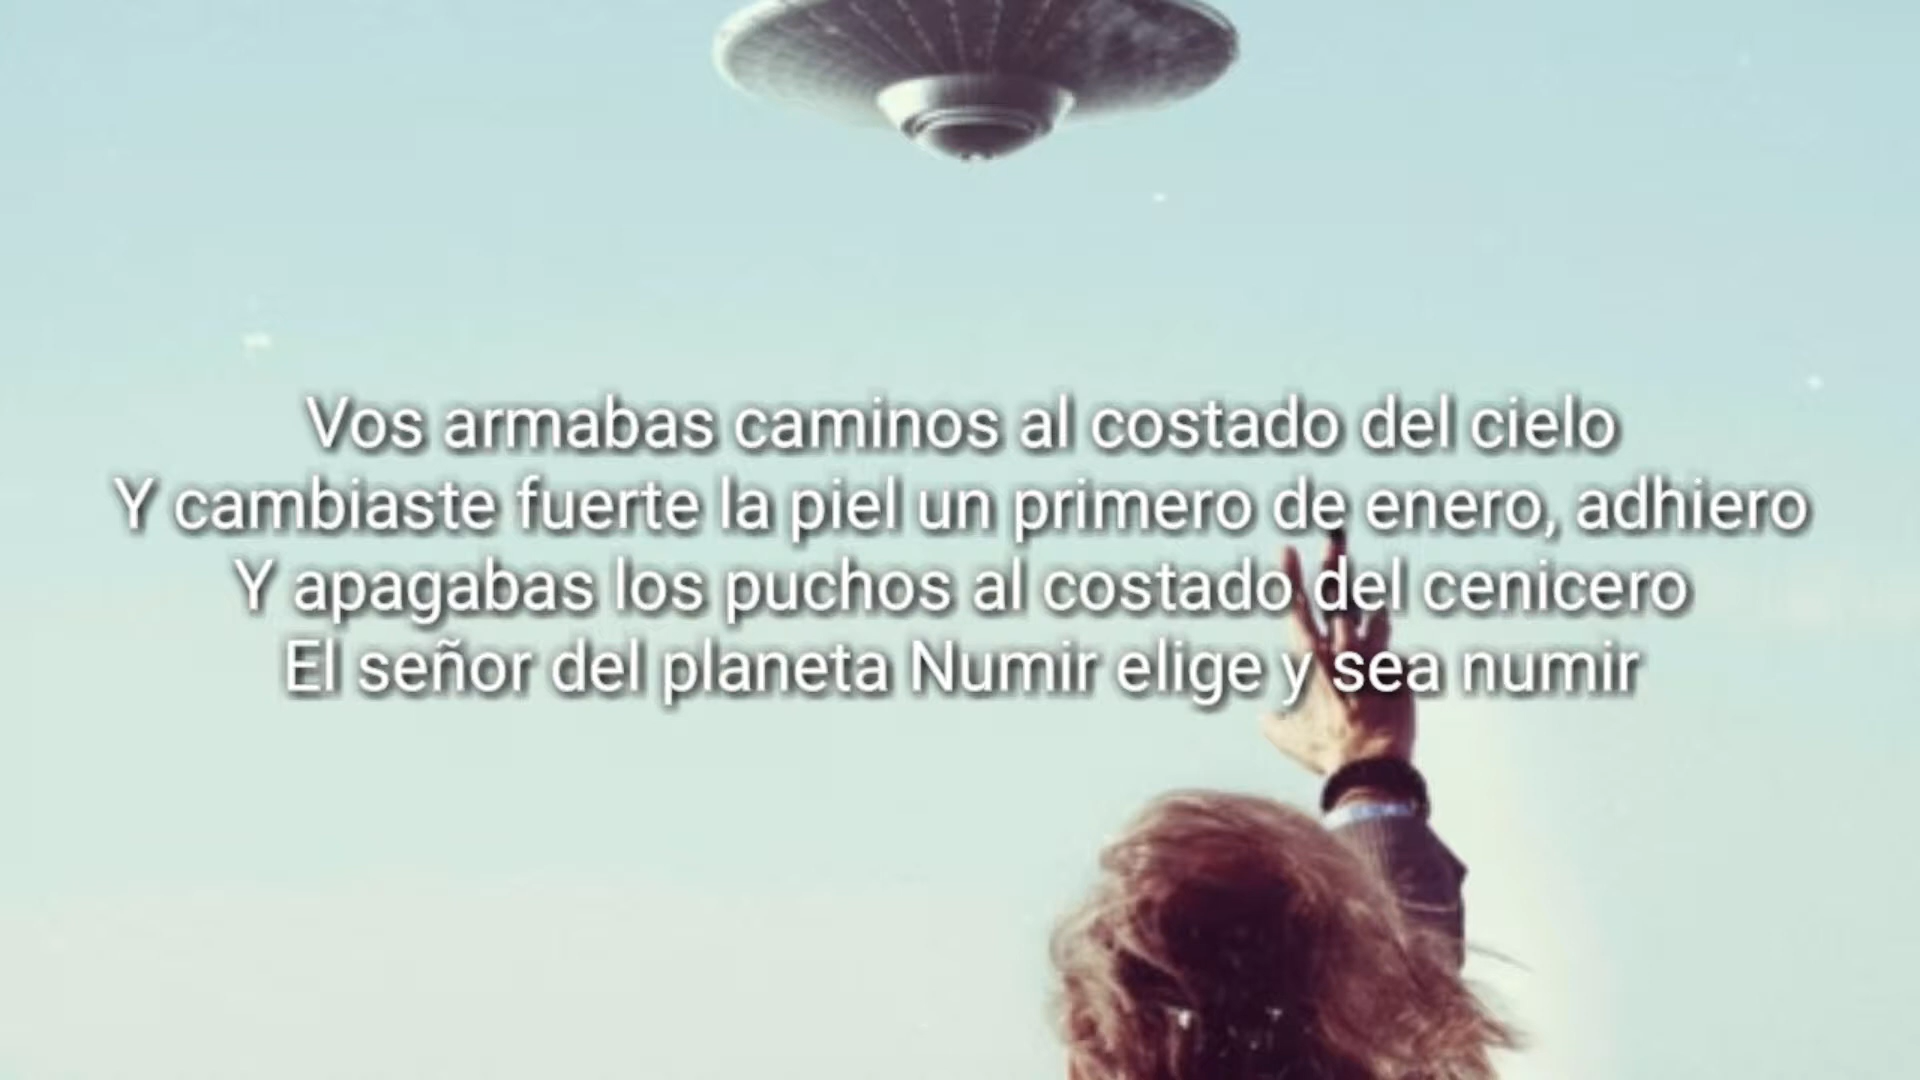 Vos armabas caminos al costado del cielo
Y cambiaste fuerte la piel un primero de enero, adhiero
Y apagabas los puchos al costado del cenicero
El señor del planeta Numir elige y sea numir